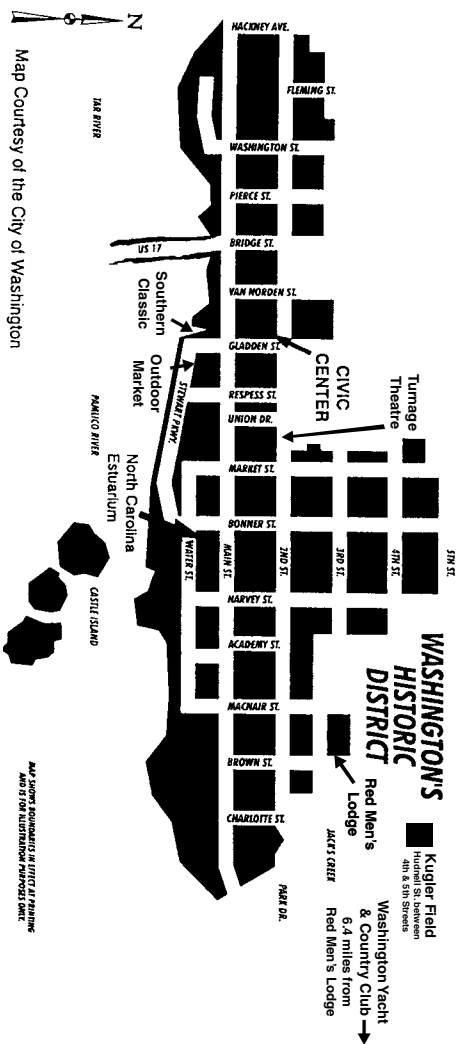 WASHINGTON'S
HISTORIC
DISTRICT
Kugler Field
Hudnell St. between
4th & 5th Streets
Washington Yacht
& Country Club
6.4 miles from
Red Men's Lodge
Red Men's
Lodge
JACK'S CREEK
PARK DR.
HACKNEY AVE.
FLEMING ST.
WASHINGTON ST.
PIERCE ST.
BRIDGE ST.
US 17
VAN NORDEN ST.
GLADDEN ST.
RESPESS ST.
UNION DR.
MARKET ST.
BONNER ST.
HARVEY ST.
ACADEMY ST.
MACNAIR ST.
BROWN ST.
CHARLOTTE ST.
5TH ST.
4TH ST.
3RD ST.
2ND ST.
MAIN ST.
WATER ST.
STEWART PKWY.
Turnage
Theatre
CIVIC
CENTER
Southern
Classic
Outdoor
Market
North Carolina
Estuarium
TAR RIVER
PAMLICO RIVER
CASTLE ISLAND
N
Map Courtesy of the City of Washington
MAP SHOWS BOUNDARIES IN EFFECT AT PRINTING
AND IS FOR ILLUSTRATION PURPOSES ONLY.